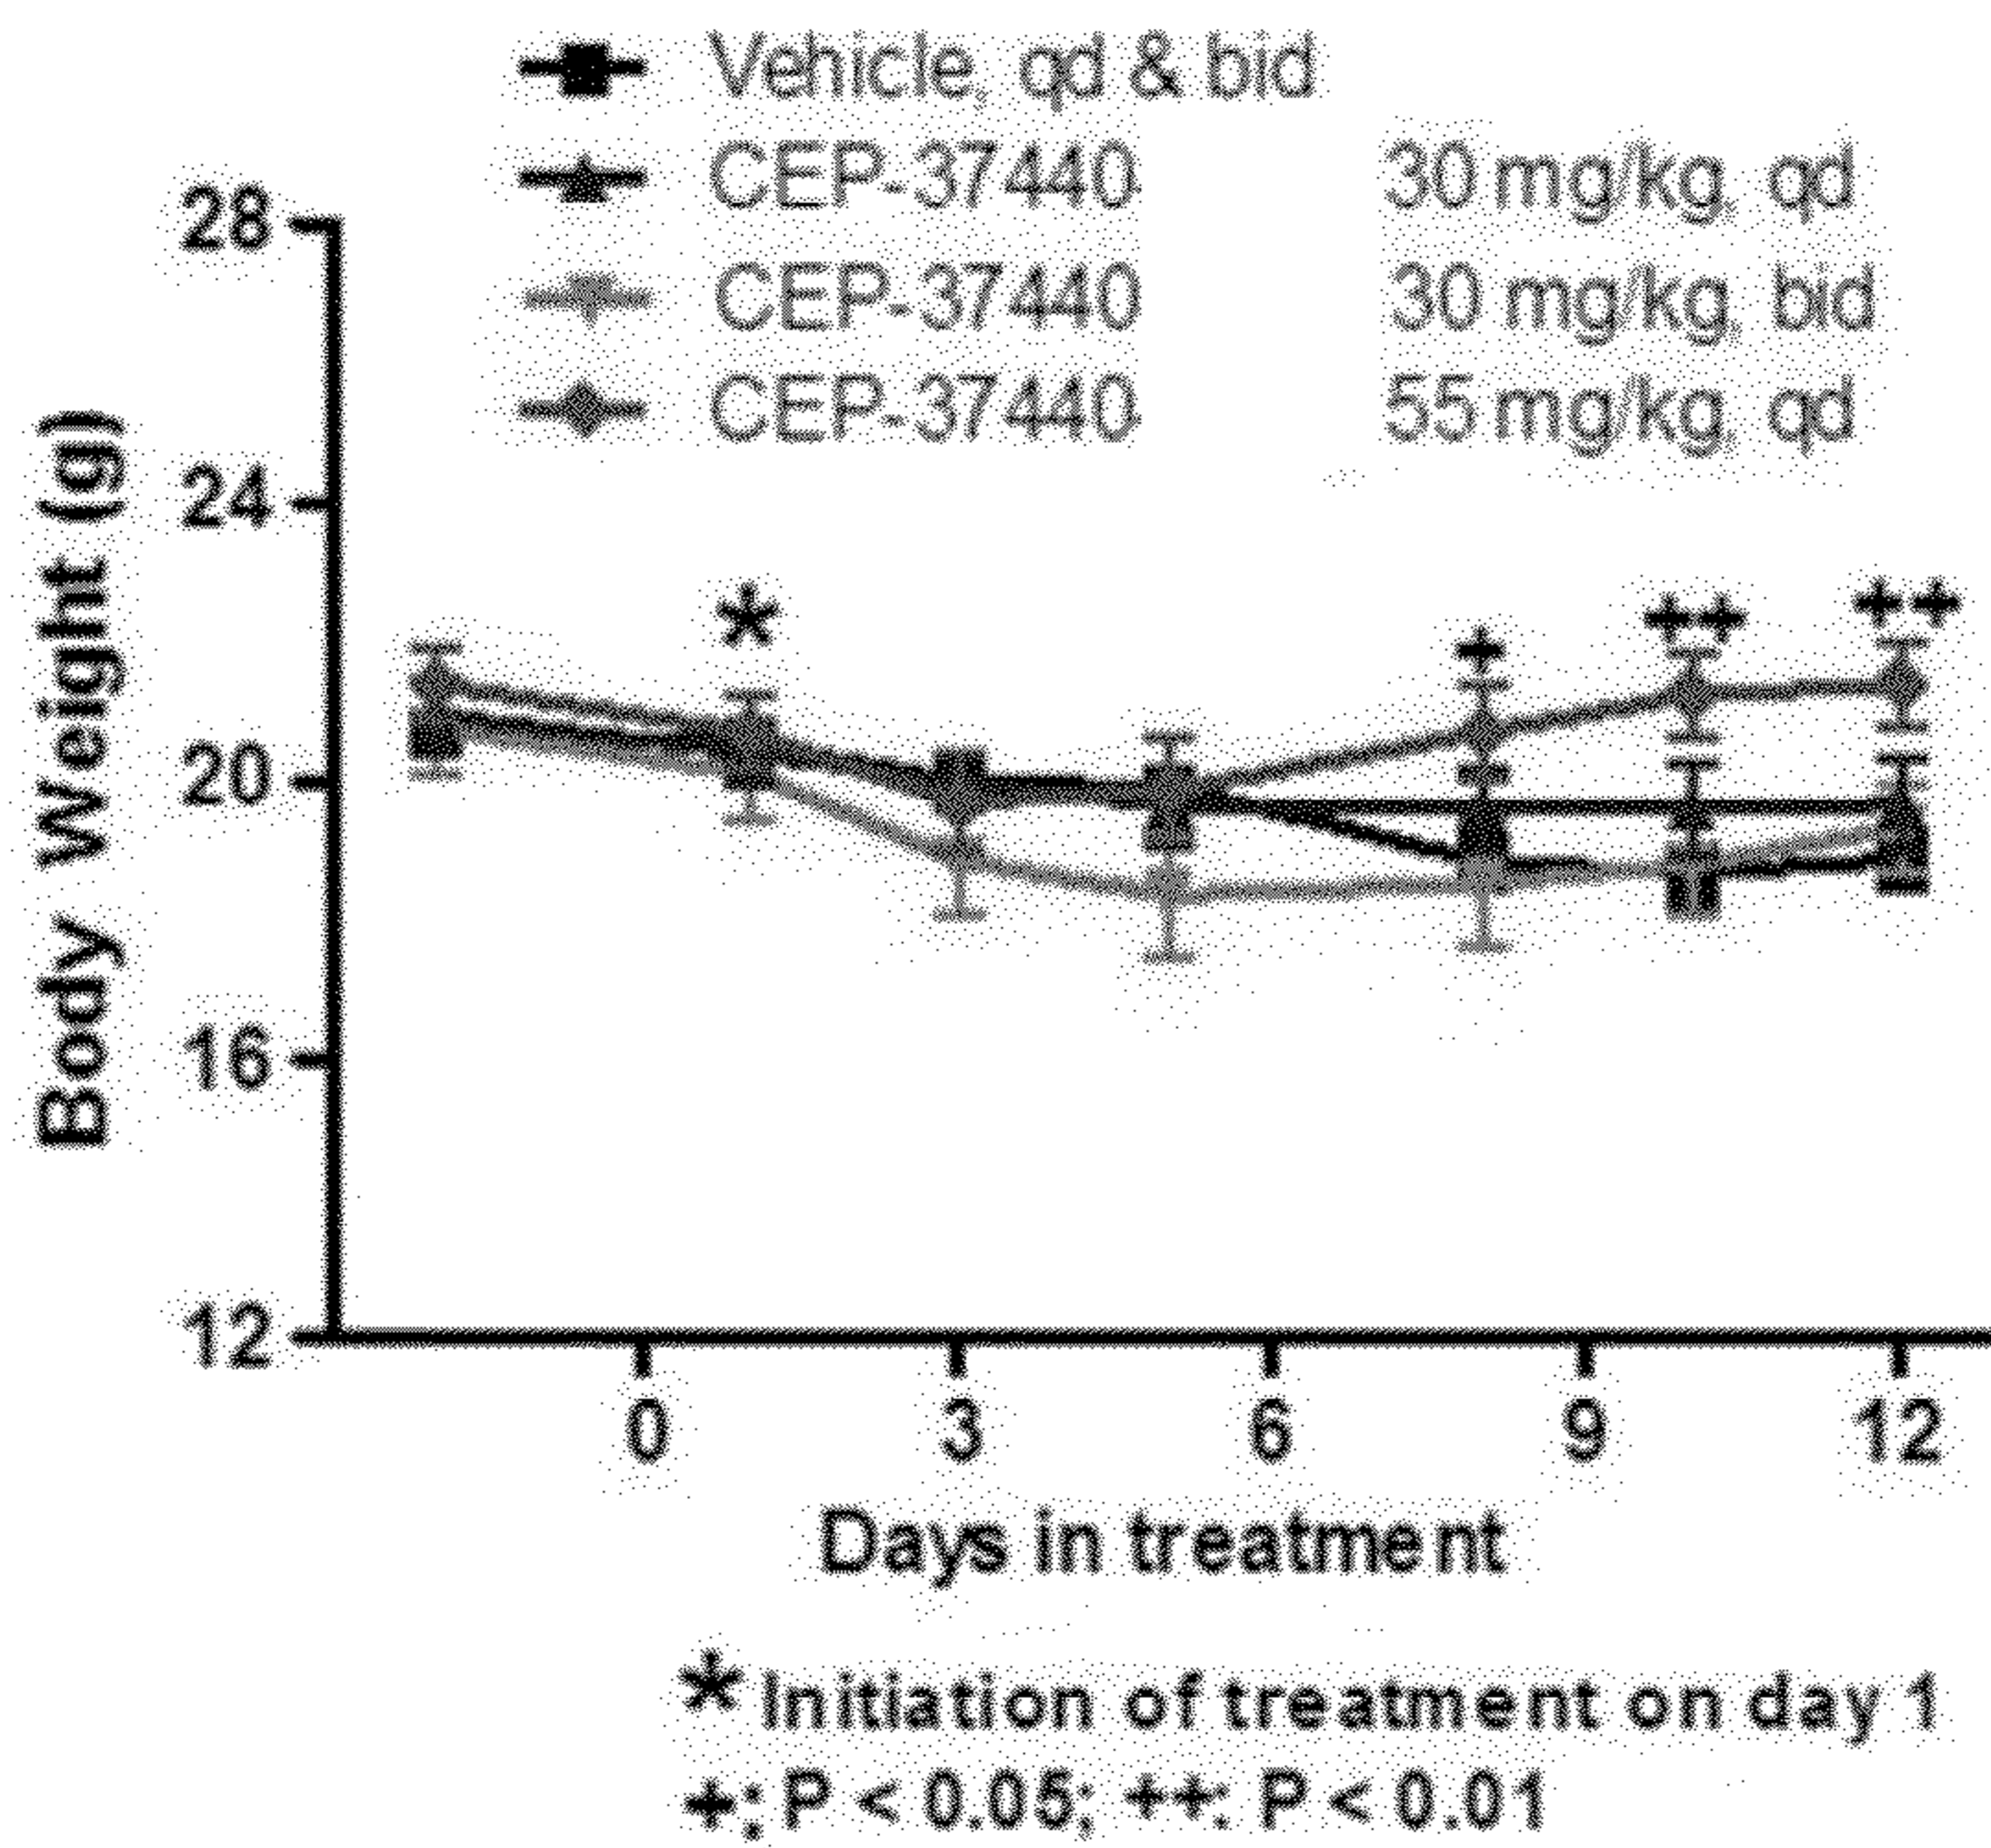 Vehicle, qd & bid
CEP-37440 30 mg/kg, qd
CEP-37440 30 mg/kg, bid
CEP-37440 55 mg/kg, qd
Body Weight (g)
28
24
20
16
12
*
+
++
++
0 3 6 9 12
Days in treatment
* Initiation of treatment on day 1
+: P < 0.05; ++: P < 0.01